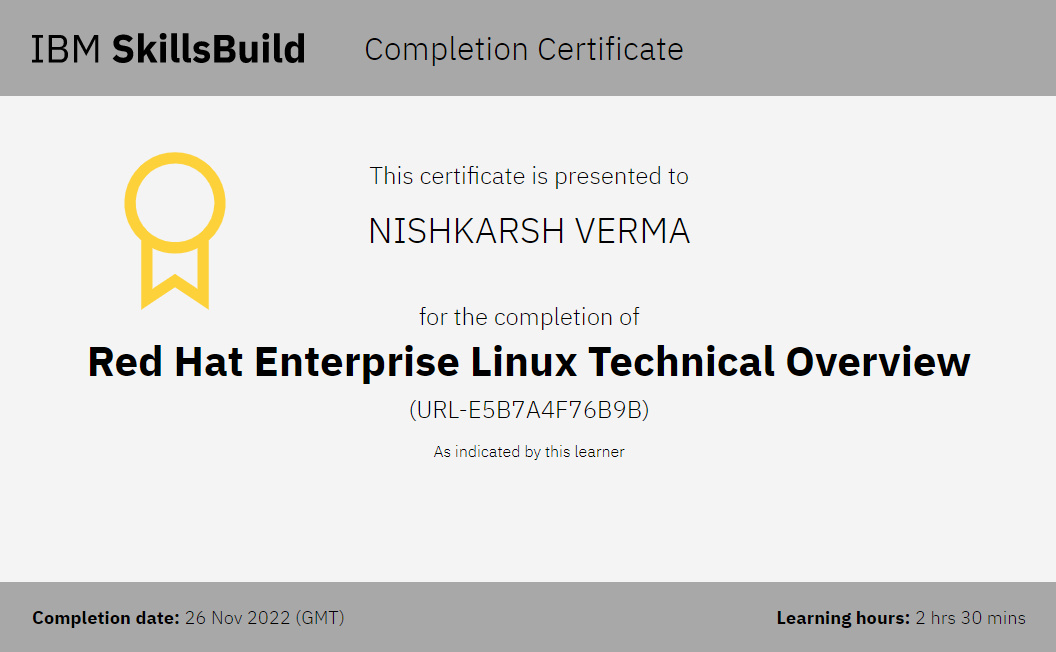 IBM SkillsBuild Completion Certificate
This certificate is presented to
NISHKARSH VERMA
for the completion of
Red Hat Enterprise Linux Technical Overview
(URL-E5B7A4F76B9B)
As indicated by this learner
Completion date: 26 Nov 2022 (GMT) Learning hours: 2 hrs 30 mins